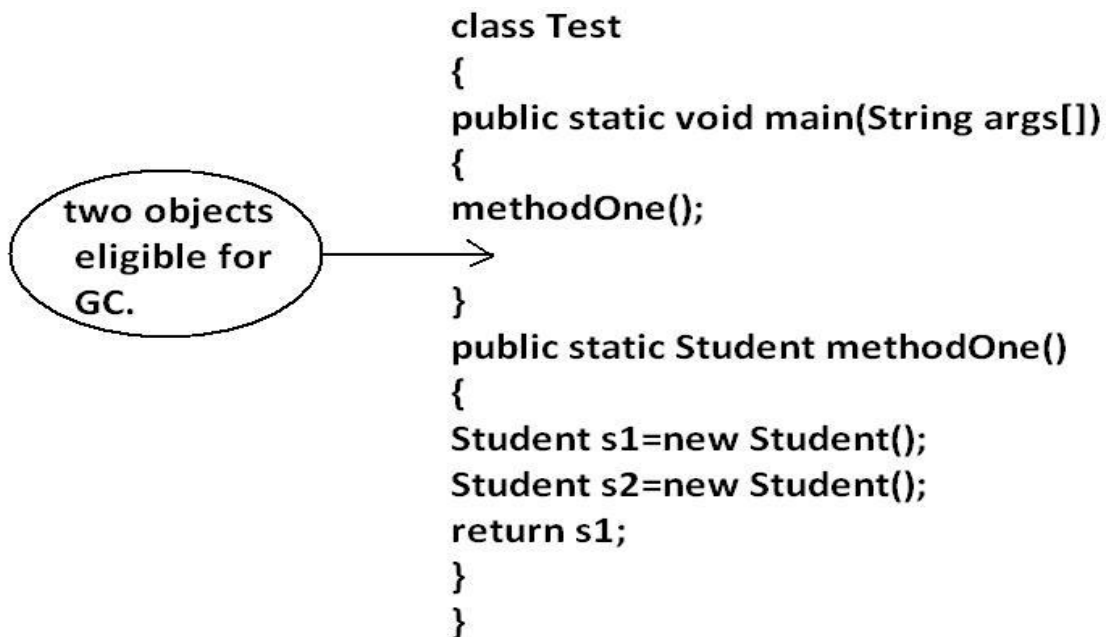 class Test
{
public static void main(String args[])
{
two objects
eligible for
GC.
methodOne();
}
public static Student methodOne()
{
Student s1=new Student();
Student s2=new Student();
return s1;
}
}